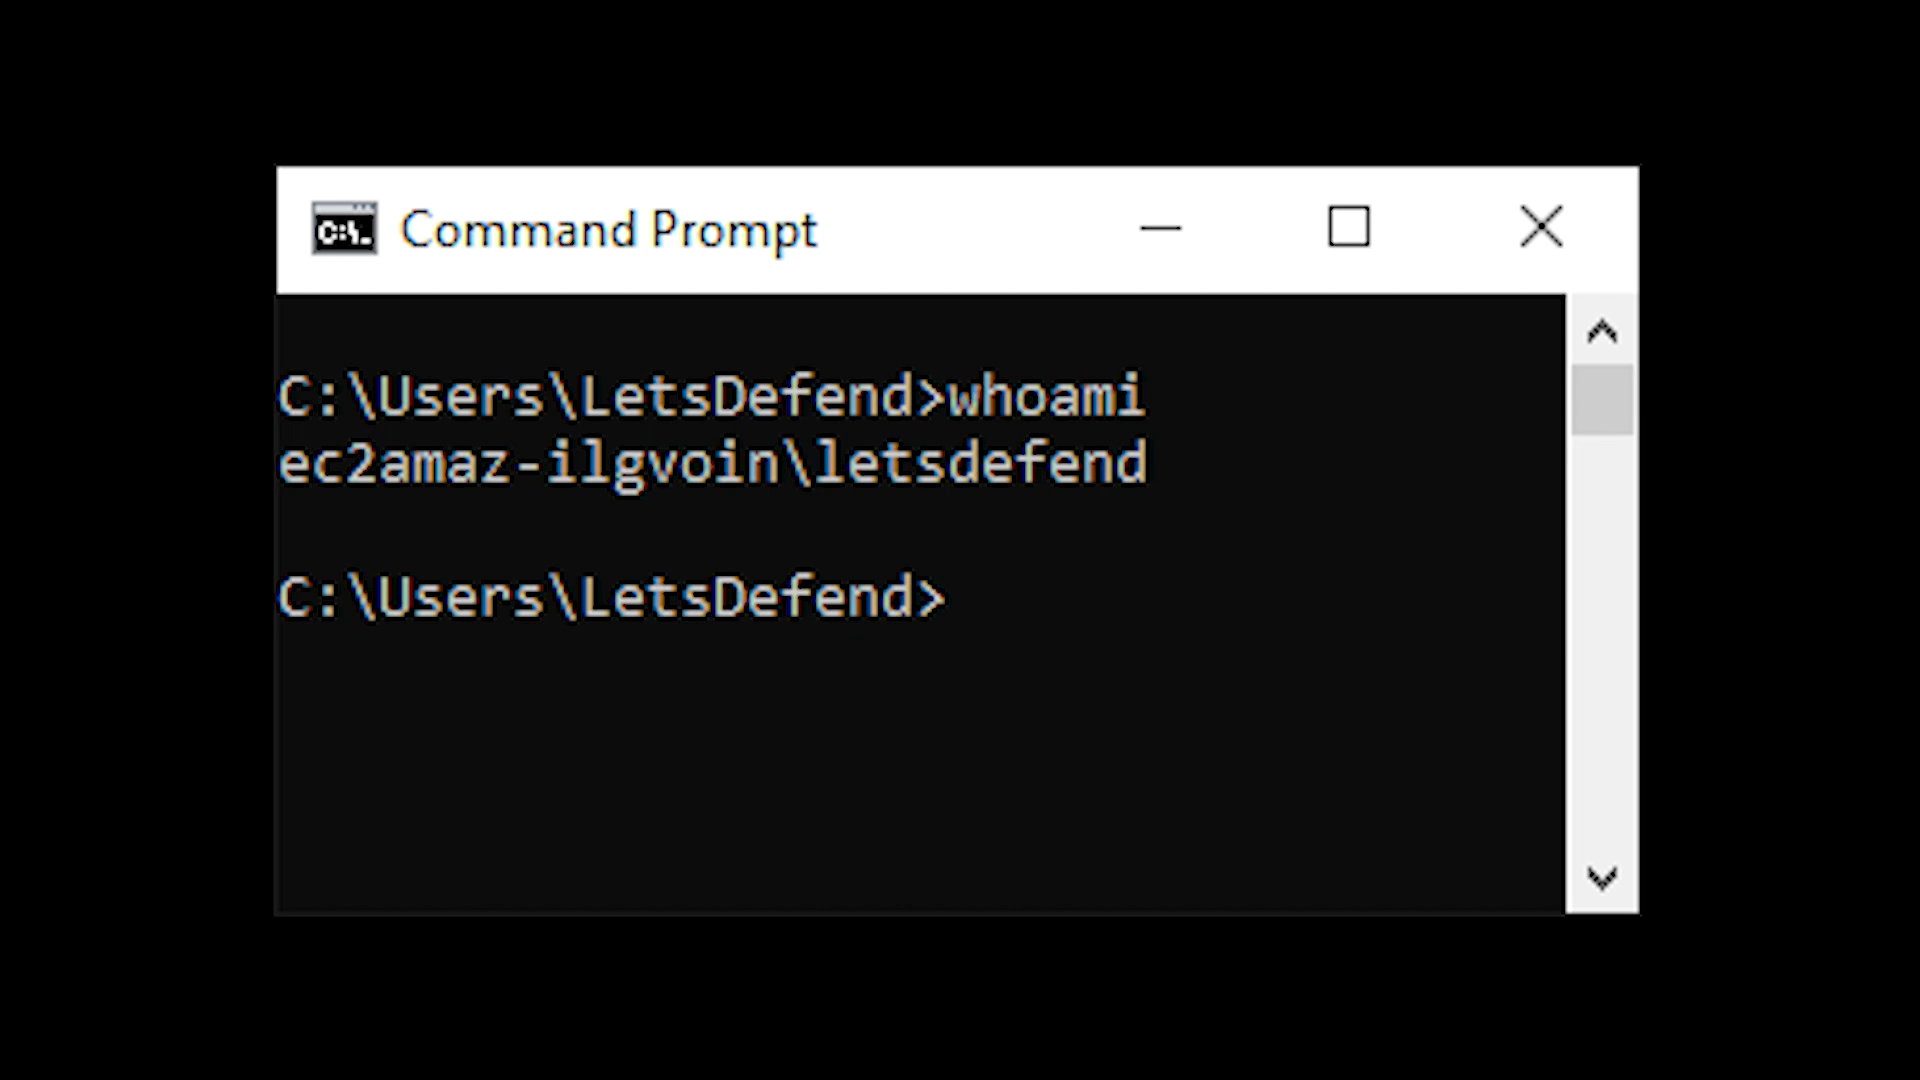 C:\. Command Prompt
C:\Users\LetsDefend>whoami
ec2amaz-ilgvoin\letsdefend
C:\Users\LetsDefend>